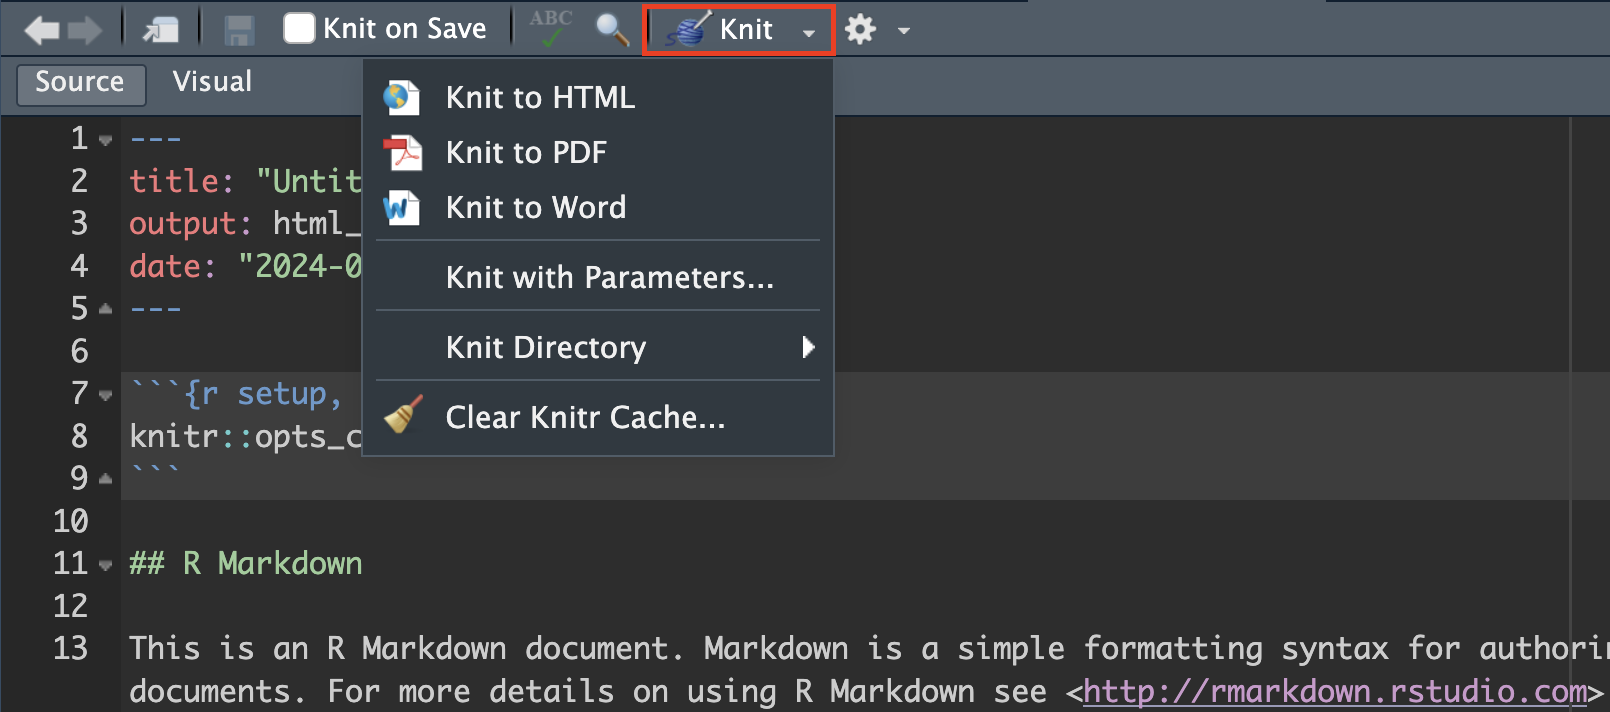 Knit on Save ABC Knit
Source Visual
Knit to HTML
Knit to PDF
Knit to Word
Knit with Parameters...
Knit Directory
Clear Knitr Cache...
1 ---
2 title: "Untit
3 output: html_
4 date: "2024-0
5 ---
6
7 ```{r setup,
8 knitr::opts_c
9 ```
10
11 ## R Markdown
12
13 This is an R Markdown document. Markdown is a simple formatting syntax for authorin
documents. For more details on using R Markdown see <http://rmarkdown.rstudio.com>